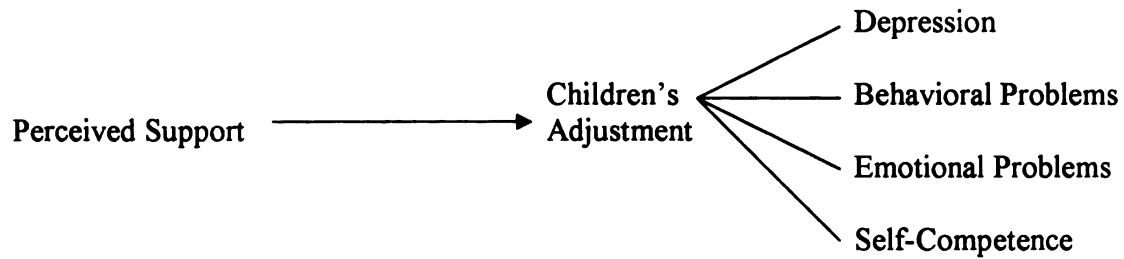 Perceived Support
Children's
Adjustment
Depression
Behavioral Problems
Emotional Problems
Self-Competence